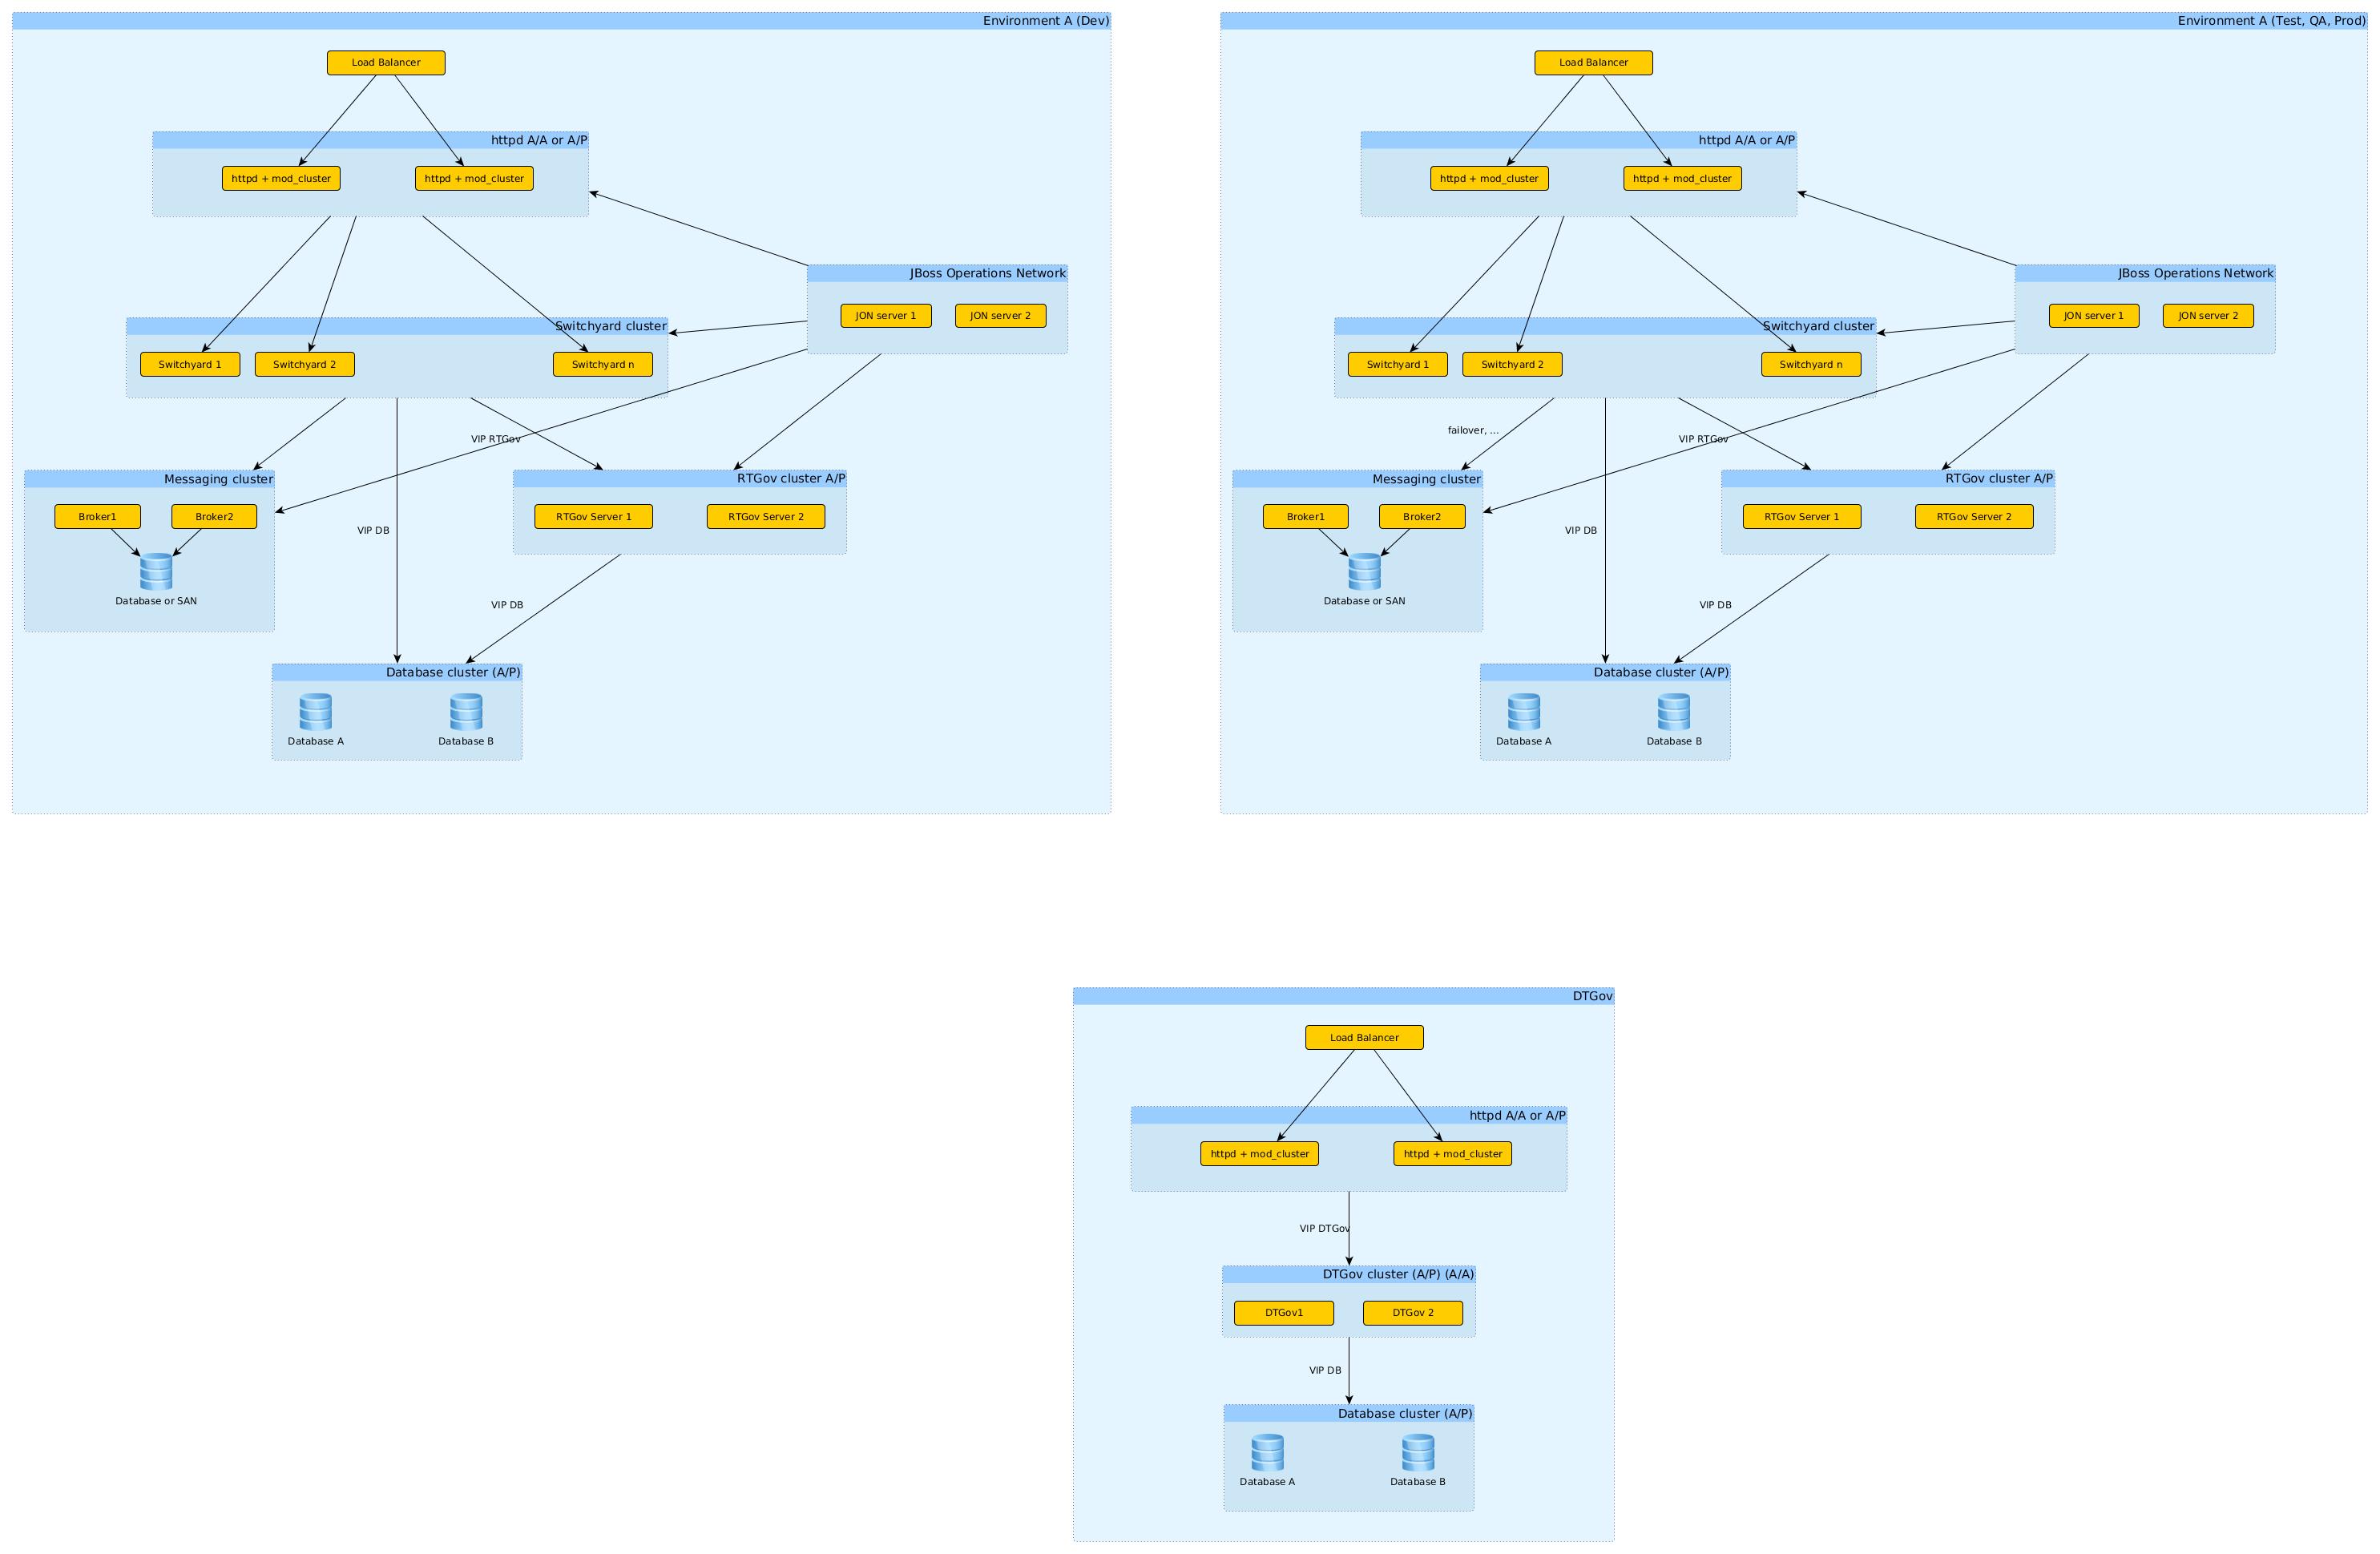 Environment A (Dev)
Load Balancer
httpd A/A or A/P
httpd + mod_cluster
httpd + mod_cluster
JBoss Operations Network
JON server 1
JON server 2
Switchyard cluster
Switchyard 1
Switchyard 2
Switchyard n
VIP RTGov
Messaging cluster
Broker1
Broker2
Database or SAN
RTGov cluster A/P
RTGov Server 1
RTGov Server 2
VIP DB
VIP DB
Database cluster (A/P)
Database A
Database B
Environment A (Test, QA, Prod)
Load Balancer
httpd A/A or A/P
httpd + mod_cluster
httpd + mod_cluster
JBoss Operations Network
JON server 1
JON server 2
Switchyard cluster
Switchyard 1
Switchyard 2
Switchyard n
failover, ...
VIP RTGov
Messaging cluster
Broker1
Broker2
Database or SAN
RTGov cluster A/P
RTGov Server 1
RTGov Server 2
VIP DB
VIP DB
Database cluster (A/P)
Database A
Database B
DTGov
Load Balancer
httpd A/A or A/P
httpd + mod_cluster
httpd + mod_cluster
VIP DTGov
DTGov cluster (A/P) (A/A)
DTGov1
DTGov 2
VIP DB
Database cluster (A/P)
Database A
Database B